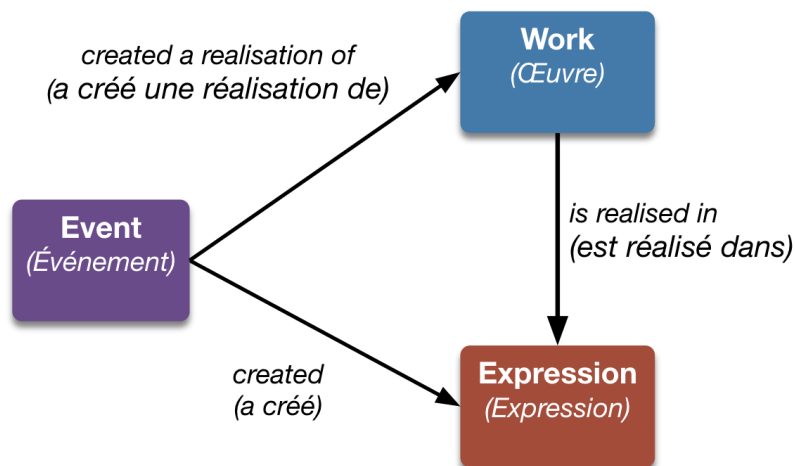 created a realisation of
(a créé une réalisation de)
Work
(Œuvre)
Event
(Événement)
is realised in
(est réalisé dans)
created
(a créé)
Expression
(Expression)